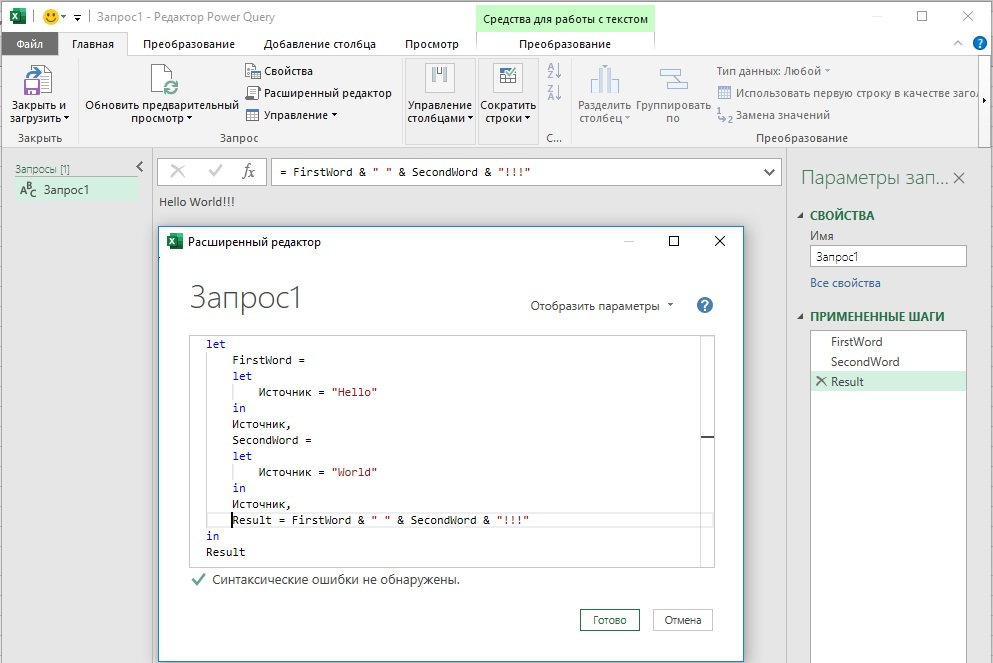 Запрос1 - Редактор Power Query
Средства для работы с текстом
Файл
Главная
Преобразование
Добавление столбца
Просмотр
Преобразование
Закрыть и
загрузить
Закрыть
Обновить предварительный
просмотр
Свойства
Расширенный редактор
Управление
Запрос
Управление
столбцами
Сократить
строки
С...
Разделить
столбец
Группировать
по
Тип данных: Любой
Использовать первую строку в качестве заго
Замена значений
Преобразование
Запросы [1]
Запрос1
fx
= FirstWord & " " & SecondWord & "!!!"
Hello World!!!
Расширенный редактор
Запрос1
Отобразить параметры
let
FirstWord =
let
Источник = "Hello"
in
Источник,
SecondWord =
let
Источник = "World"
in
Источник,
Result = FirstWord & " " & SecondWord & "!!!"
in
Result
Синтаксические ошибки не обнаружены.
Готово
Отмена
Параметры зап...
СВОЙСТВА
Имя
Запрос1
Все свойства
ПРИМЕНЕННЫЕ ШАГИ
FirstWord
SecondWord
Result